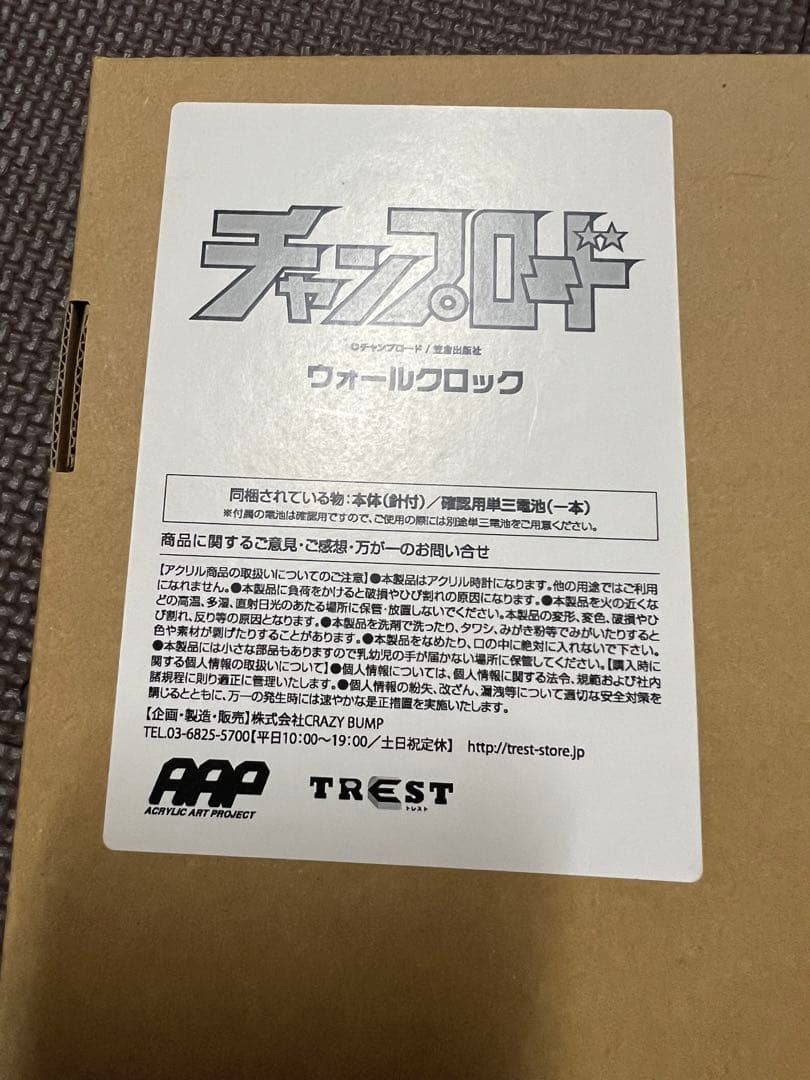 チャンプロード
©チャンプロード / 笠倉出版社
ウォールクロック
同梱されている物：本体(針付)／確認用単三電池(一本)
※付属の電池は確認用ですので、ご使用の際には別途単三電池をご用意ください。
商品に関するご意見・ご感想・万が一のお問い合せ
【アクリル商品の取扱いについてのご注意】●本製品はアクリル時計になります。他の用途ではご利用
になれません。●本製品に負荷をかけると破損やひび割れの原因になります。●本製品を火の近くな
どの高温、多湿、直射日光のあたる場所に保管・放置しないでください。本製品の変形、変色、破損やひ
び割れ、反り等の原因となります。●本製品を洗剤で洗ったり、タワシ、みがき粉等でみがいたりすると
色や素材が剥げたりすることがあります。●本製品をなめたり、口の中に絶対に入れないで下さい。
●本製品には小さな部品もありますので乳幼児の手が届かない場所に保管してください。【購入時に
関する個人情報の取扱いについて】●個人情報については、個人情報に関する法令、規範および社内
諸規程に則り適正に管理いたします。●個人情報の紛失、改ざん、漏洩等について適切な安全対策を
講じるとともに、万一の発生時には速やかな是正措置を実施いたします。
【企画・製造・販売】株式会社CRAZY BUMP
TEL.03-6825-5700【平日10:00〜19:00／土日祝定休】 http://trest-store.jp
AAP
ACRYLIC ART PROJECT
TREST
トレスト